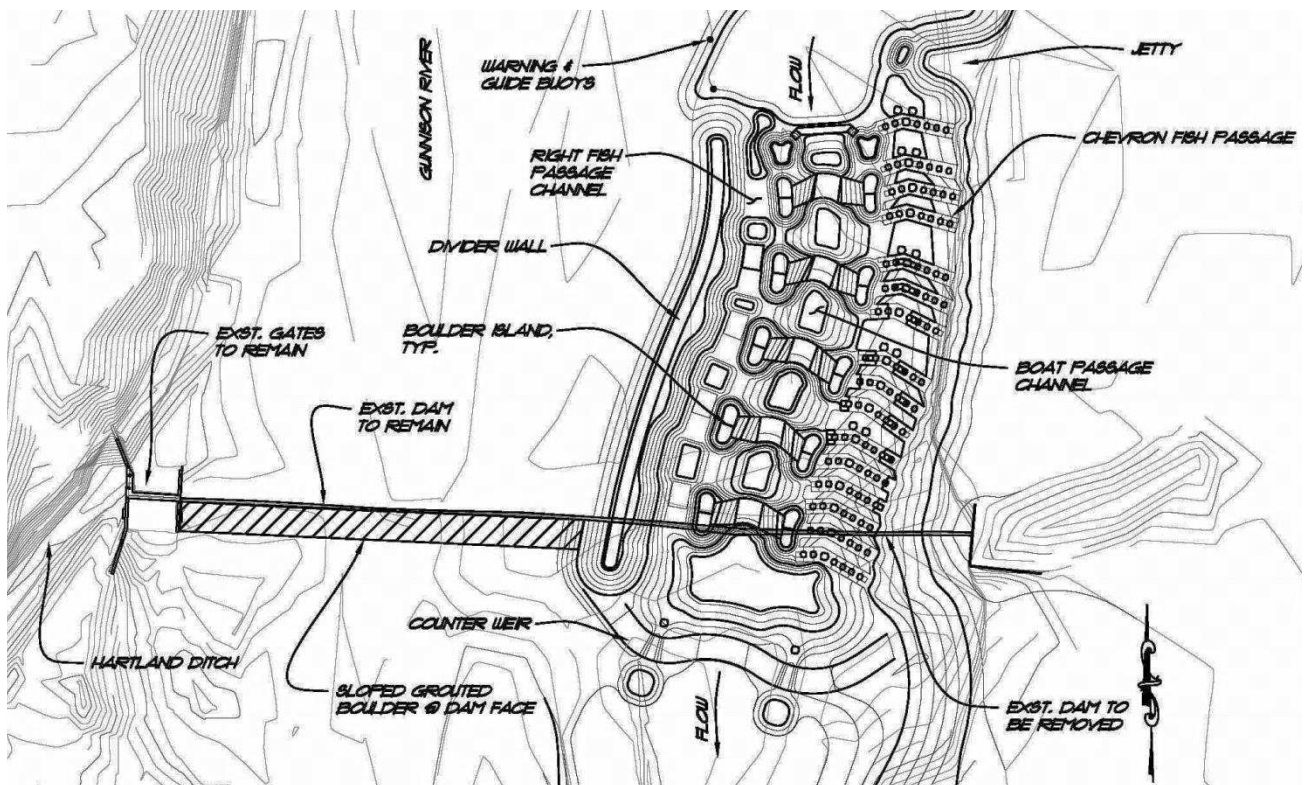 GUNNISON RIVER
WARNING &
GUIDE BUOYS
FLOW
JETTY
CHEVRON FISH PASSAGE
RIGHT FISH
PASSAGE
CHANNEL
DIVIDER WALL
EXST. GATES
TO REMAIN
BOULDER ISLAND,
TYP.
BOAT PASSAGE
CHANNEL
EXST. DAM
TO REMAIN
COUNTER WEIR
HARTLAND DITCH
SLOPED GROUTED
BOULDER @ DAM FACE
FLOW
EXST. DAM TO
BE REMOVED